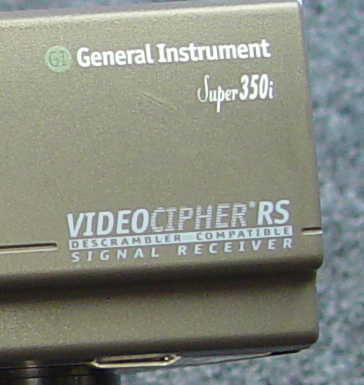 GI General Instrument
Super 350i
VIDEOCIPHER® RS
DESCRAMBLER COMPATIBLE
SIGNAL RECEIVER